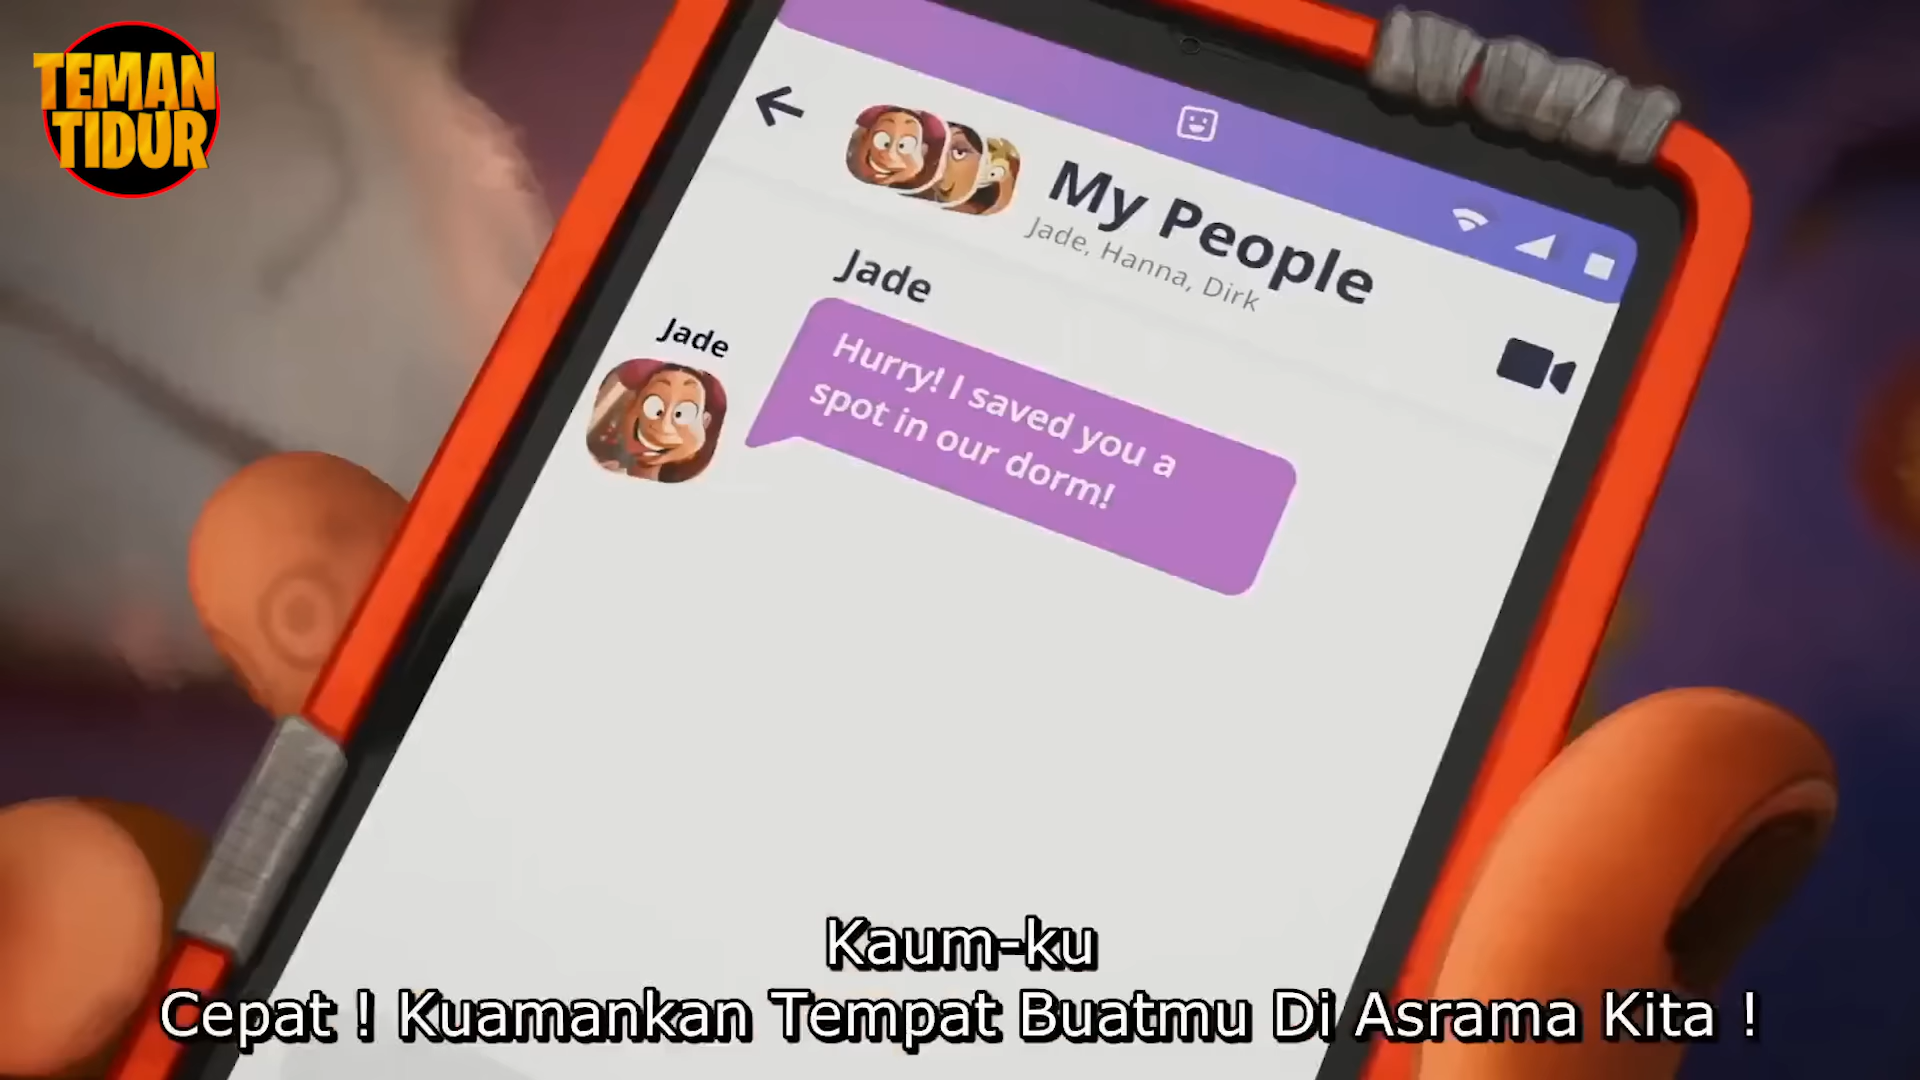 TEMAN
TIDUR
My People
Jade, Hanna, Dirk
Jade
Jade
Hurry! I saved you a
spot in our dorm!
Kaum-ku
Cepat ! Kuamankan Tempat Buatmu Di Asrama Kita !